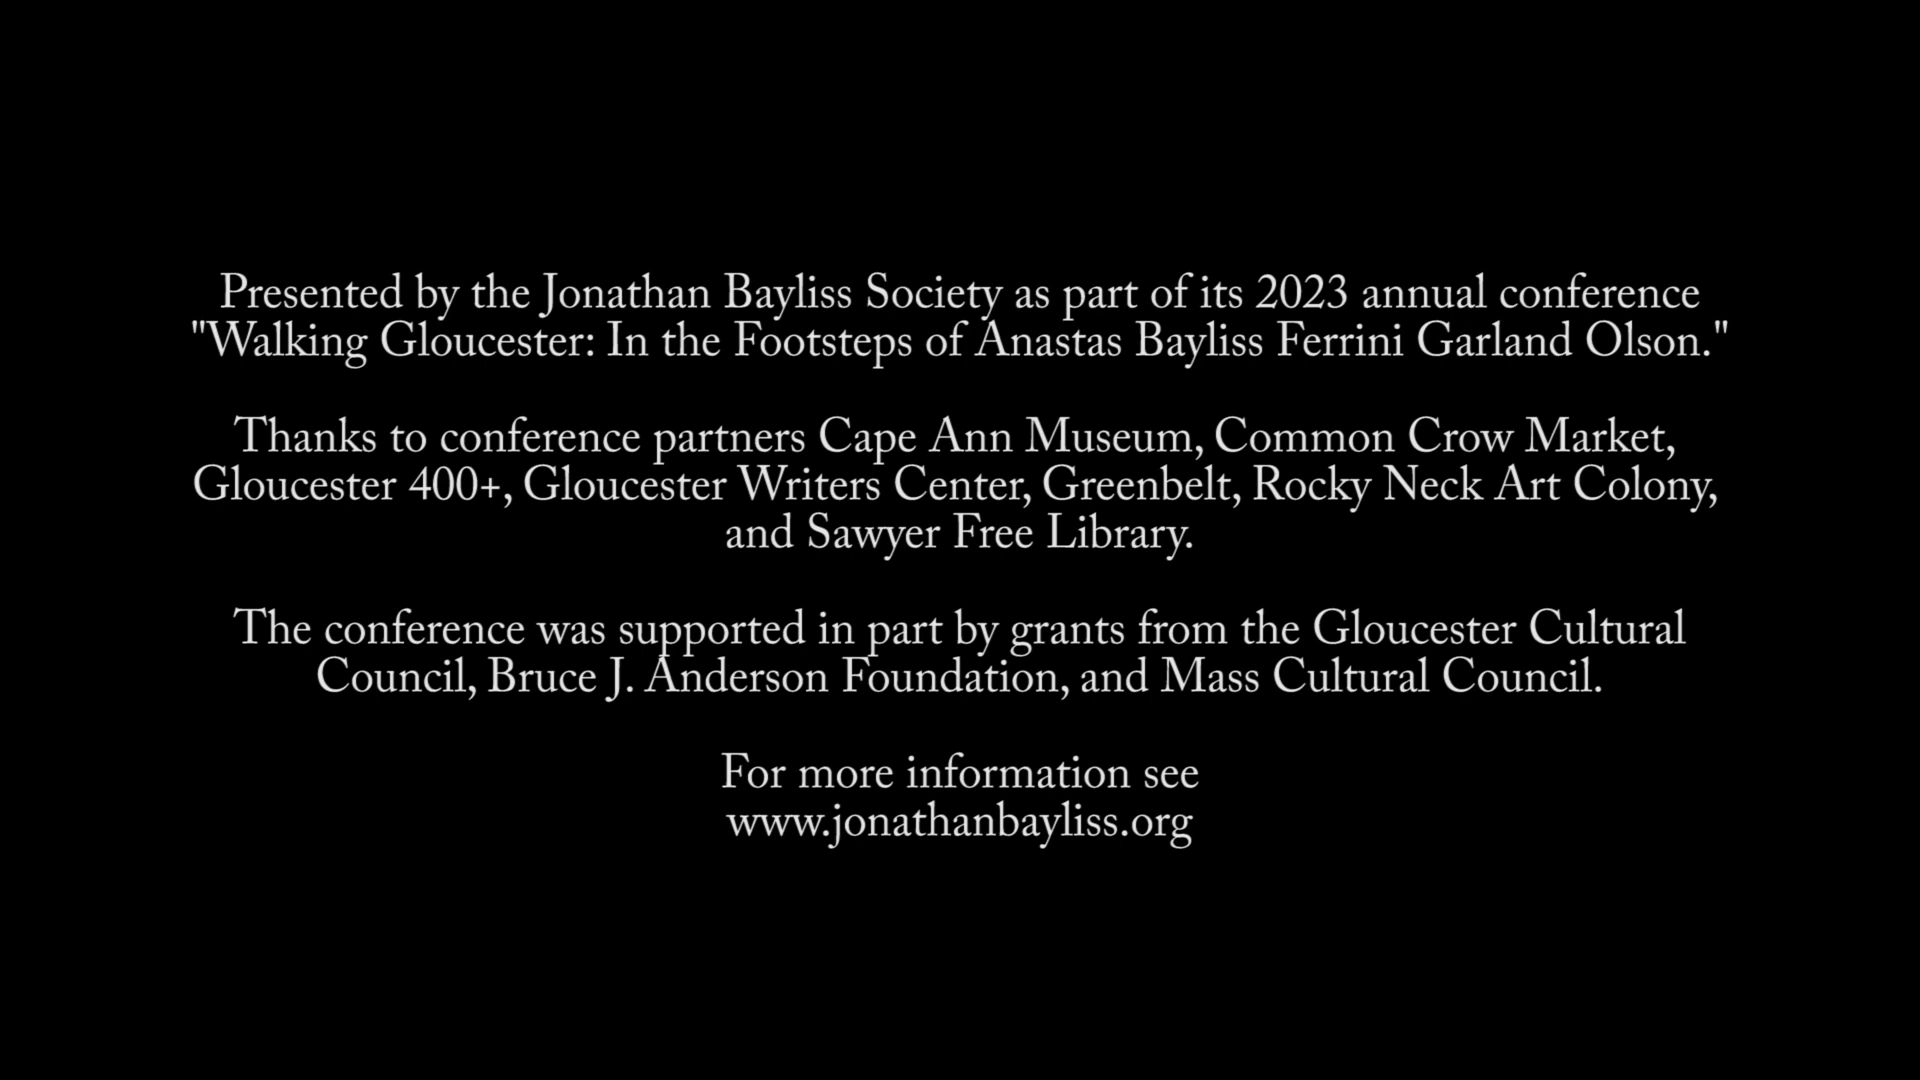 Presented by the Jonathan Bayliss Society as part of its 2023 annual conference
"Walking Gloucester: In the Footsteps of Anastas Bayliss Ferrini Garland Olson."
Thanks to conference partners Cape Ann Museum, Common Crow Market,
Gloucester 400+, Gloucester Writers Center, Greenbelt, Rocky Neck Art Colony,
and Sawyer Free Library.
The conference was supported in part by grants from the Gloucester Cultural
Council, Bruce J. Anderson Foundation, and Mass Cultural Council.
For more information see
www.jonathanbayliss.org